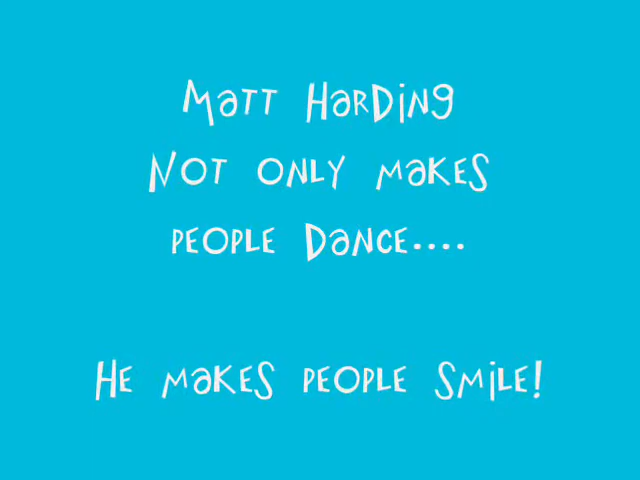 Matt Harding
Not only makes
people Dance....
He makes people smile!